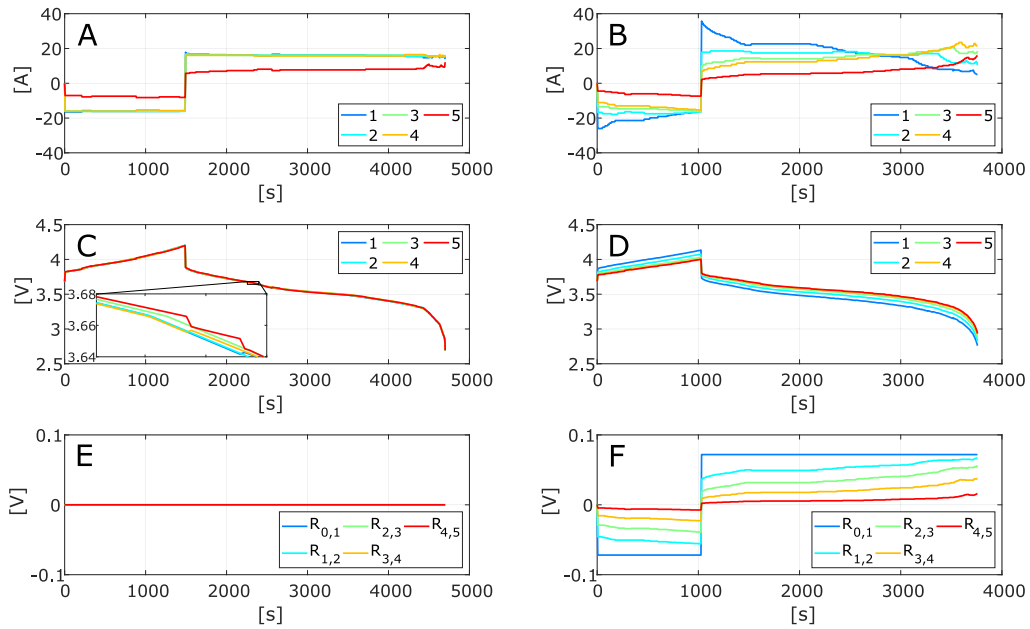 A
40
20
0
-20
-40
[A]
1 3 5
2 4
0 1000 2000 3000 4000 5000
[s]
B
40
20
0
-20
-40
[A]
1 3 5
2 4
0 1000 2000 3000 4000
[s]
C
4.5
4
3.5
3
2.5
[V]
1 3 5
2 4
3.68
3.66
3.64
0 1000 2000 3000 4000 5000
[s]
D
4.5
4
3.5
3
2.5
[V]
1 3 5
2 4
0 1000 2000 3000 4000
[s]
E
0.1
0
-0.1
[V]
R0,1 R2,3 R4,5
R1,2 R3,4
0 1000 2000 3000 4000 5000
[s]
F
0.1
0
-0.1
[V]
R0,1 R2,3 R4,5
R1,2 R3,4
0 1000 2000 3000 4000
[s]